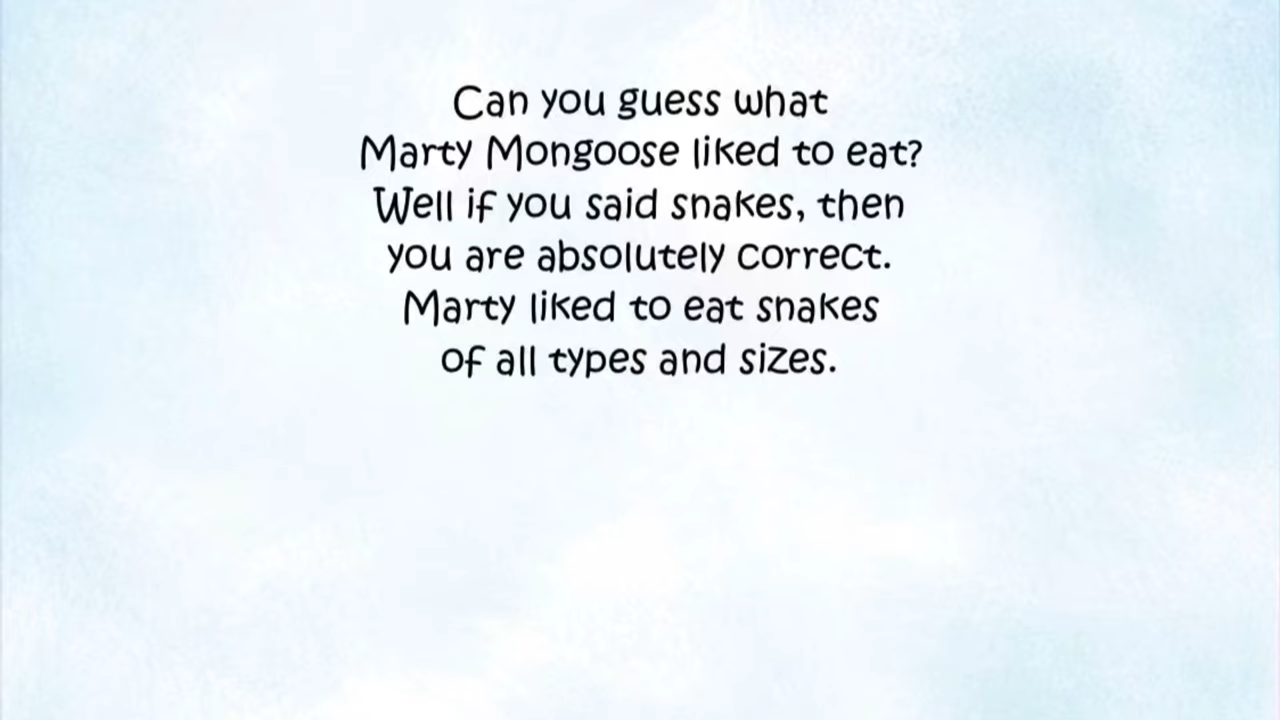 Can you guess what
Marty Mongoose liked to eat?
Well if you said snakes, then
you are absolutely correct.
Marty liked to eat snakes
of all types and sizes.